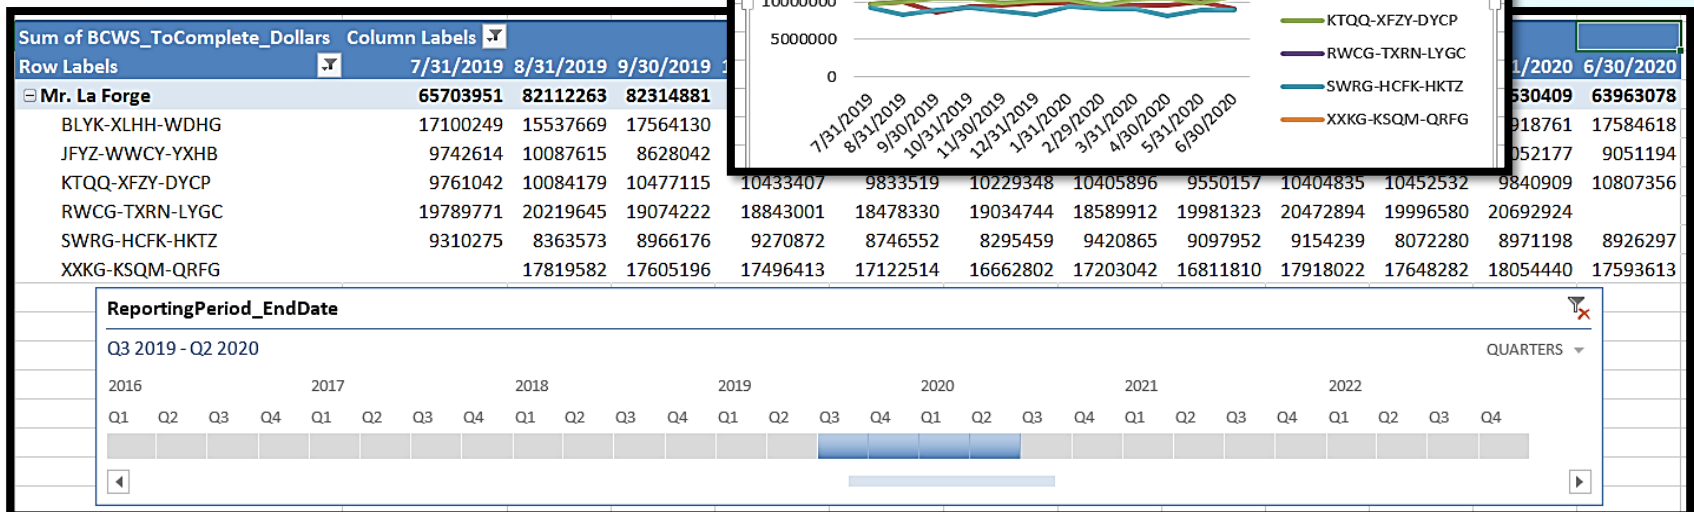 10000000
5000000
0
7/31/2019 8/31/2019 9/30/2019 10/31/2019 11/30/2019 12/31/2019 1/31/2020 2/29/2020 3/31/2020 4/30/2020 5/31/2020 6/30/2020
KTQQ-XFZY-DYCP
RWCG-TXRN-LYGC
SWRG-HCFK-HKTZ
XXKG-KSQM-QRFG
Sum of BCWS_ToComplete_Dollars Column Labels
Row Labels 7/31/2019 8/31/2019 9/30/2019 1/2020 6/30/2020
Mr. La Forge 65703951 82112263 82314881 530409 63963078
BLYK-XLHH-WDHG 17100249 15537669 17564130 918761 17584618
JFYZ-WWCY-YXHB 9742614 10087615 8628042 052177 9051194
KTQQ-XFZY-DYCP 9761042 10084179 10477115 10433407 9833519 10229348 10405896 9550157 10404835 10452532 9840909 10807356
RWCG-TXRN-LYGC 19789771 20219645 19074222 18843001 18478330 19034744 18589912 19981323 20472894 19996580 20692924
SWRG-HCFK-HKTZ 9310275 8363573 8966176 9270872 8746552 8295459 9420865 9097952 9154239 8072280 8971198 8926297
XXKG-KSQM-QRFG 17819582 17605196 17496413 17122514 16662802 17203042 16811810 17918022 17648282 18054440 17593613
ReportingPeriod_EndDate
Q3 2019 - Q2 2020 QUARTERS
2016 2017 2018 2019 2020 2021 2022
Q1 Q2 Q3 Q4 Q1 Q2 Q3 Q4 Q1 Q2 Q3 Q4 Q1 Q2 Q3 Q4 Q1 Q2 Q3 Q4 Q1 Q2 Q3 Q4 Q1 Q2 Q3 Q4